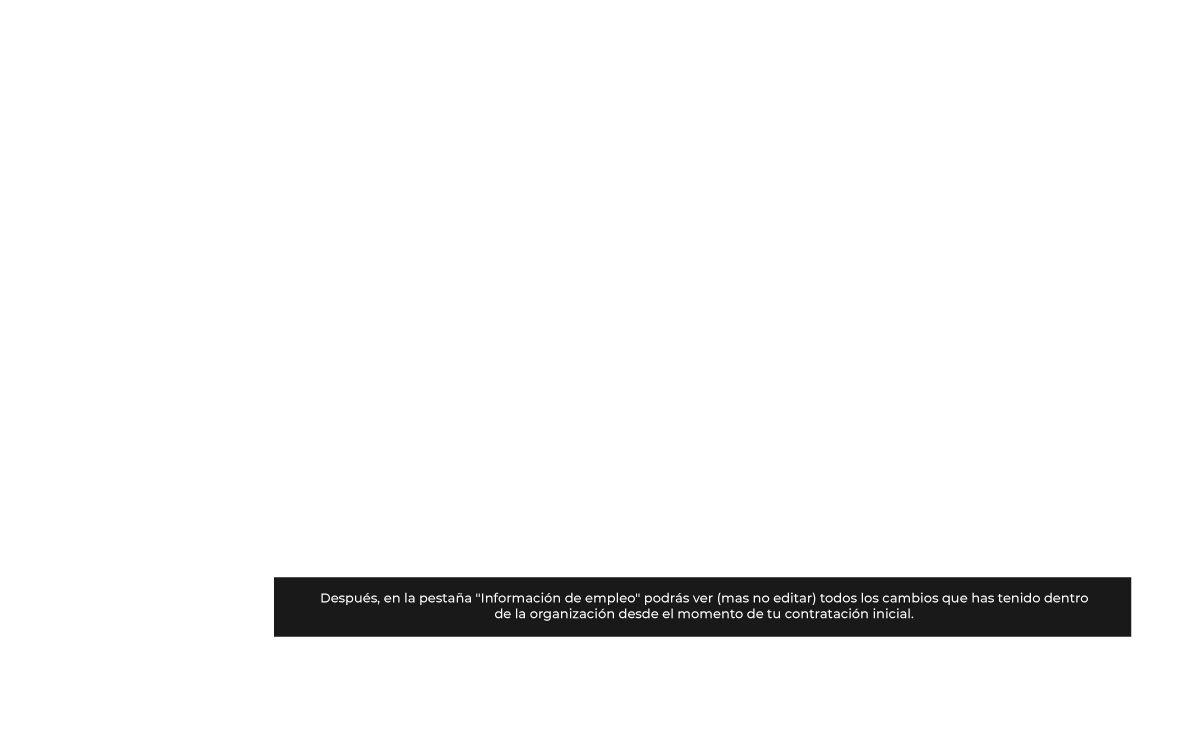 Después, en la pestaña "Información de empleo" podrás ver (mas no editar) todos los cambios que has tenido dentro
de la organización desde el momento de tu contratación inicial.